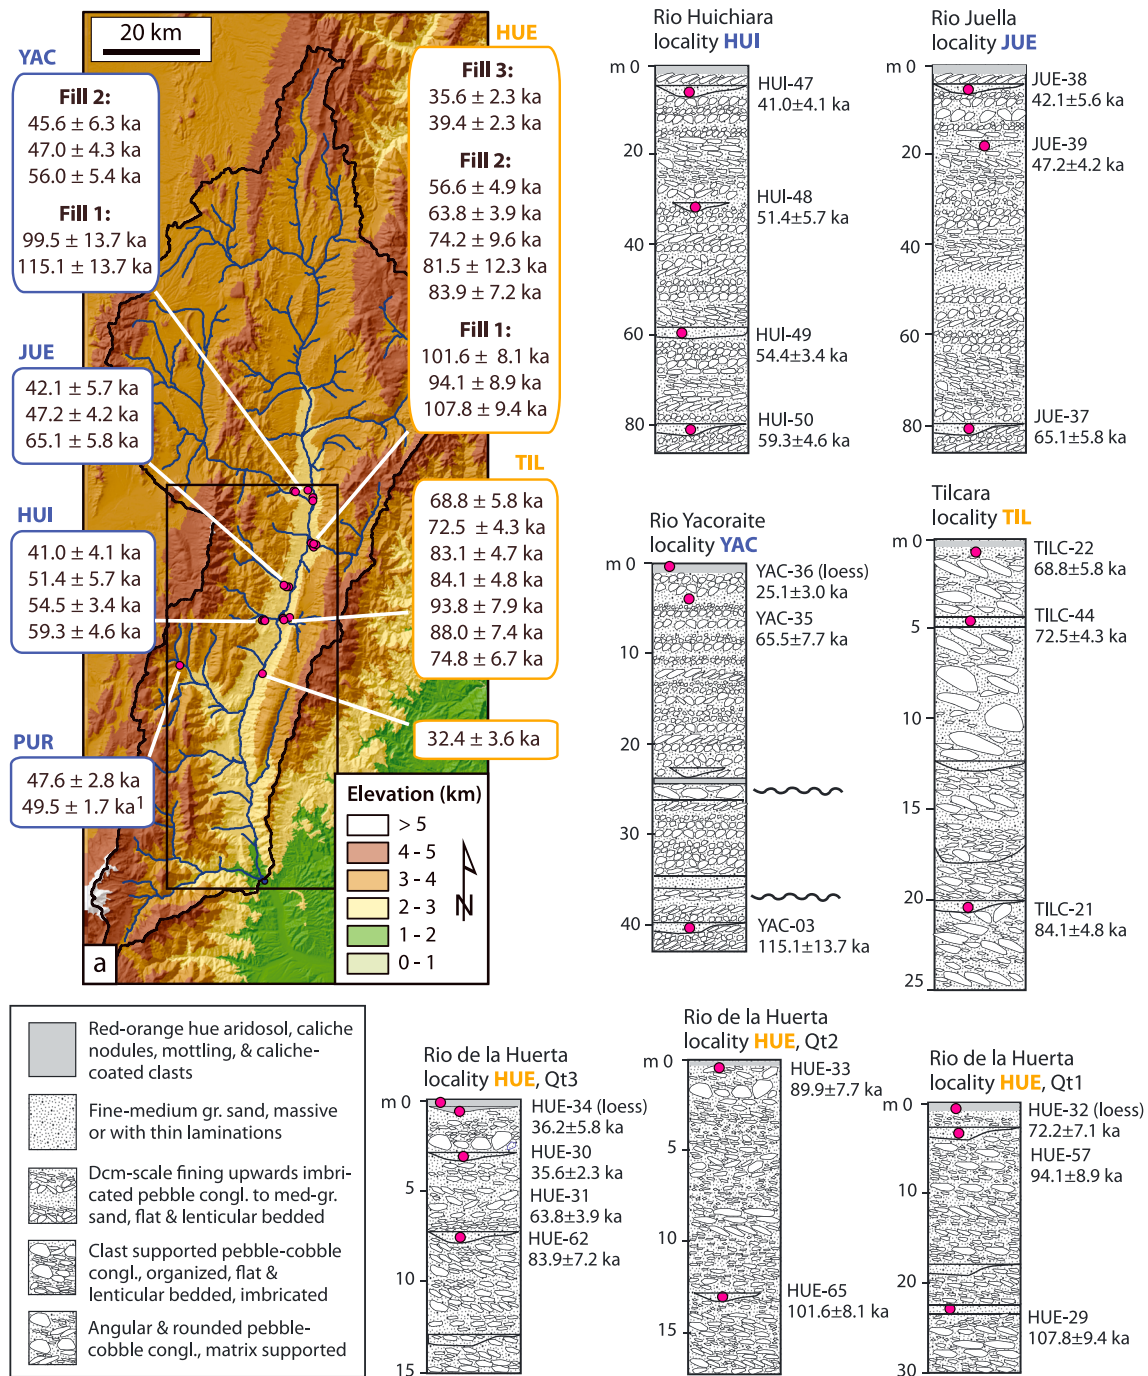 20 km
YAC
Fill 2:
45.6 ± 6.3 ka
47.0 ± 4.3 ka
56.0 ± 5.4 ka
Fill 1:
99.5 ± 13.7 ka
115.1 ± 13.7 ka
JUE
42.1 ± 5.7 ka
47.2 ± 4.2 ka
65.1 ± 5.8 ka
HUI
41.0 ± 4.1 ka
51.4 ± 5.7 ka
54.5 ± 3.4 ka
59.3 ± 4.6 ka
PUR
47.6 ± 2.8 ka
49.5 ± 1.7 ka1
HUE
Fill 3:
35.6 ± 2.3 ka
39.4 ± 2.3 ka
Fill 2:
56.6 ± 4.9 ka
63.8 ± 3.9 ka
74.2 ± 9.6 ka
81.5 ± 12.3 ka
83.9 ± 7.2 ka
Fill 1:
101.6 ± 8.1 ka
94.1 ± 8.9 ka
107.8 ± 9.4 ka
TIL
68.8 ± 5.8 ka
72.5 ± 4.3 ka
83.1 ± 4.7 ka
84.1 ± 4.8 ka
93.8 ± 7.9 ka
88.0 ± 7.4 ka
74.8 ± 6.7 ka
32.4 ± 3.6 ka
Elevation (km)
> 5
4 - 5
3 - 4
2 - 3
1 - 2
0 - 1
N
a
Rio Huichiara
locality HUI
m 0
20
40
60
80
HUI-47
41.0±4.1 ka
HUI-48
51.4±5.7 ka
HUI-49
54.4±3.4 ka
HUI-50
59.3±4.6 ka
Rio Juella
locality JUE
m 0
20
40
60
80
JUE-38
42.1±5.6 ka
JUE-39
47.2±4.2 ka
JUE-37
65.1±5.8 ka
Rio Yacoraite
locality YAC
m 0
10
20
30
40
YAC-36 (loess)
25.1±3.0 ka
YAC-35
65.5±7.7 ka
YAC-03
115.1±13.7 ka
Tilcara
locality TIL
m 0
5
10
15
20
25
TILC-22
68.8±5.8 ka
TILC-44
72.5±4.3 ka
TILC-21
84.1±4.8 ka
Red-orange hue aridosol, caliche
nodules, mottling, & caliche-
coated clasts
Fine-medium gr. sand, massive
or with thin laminations
Dcm-scale fining upwards imbri-
cated pebble congl. to med-gr.
sand, flat & lenticular bedded
Clast supported pebble-cobble
congl., organized, flat &
lenticular bedded, imbricated
Angular & rounded pebble-
cobble congl., matrix supported
Rio de la Huerta
locality HUE, Qt3
m 0
5
10
15
HUE-34 (loess)
36.2±5.8 ka
HUE-30
35.6±2.3 ka
HUE-31
63.8±3.9 ka
HUE-62
83.9±7.2 ka
Rio de la Huerta
locality HUE, Qt2
m 0
5
10
15
HUE-33
89.9±7.7 ka
HUE-65
101.6±8.1 ka
Rio de la Huerta
locality HUE, Qt1
m 0
10
20
30
HUE-32 (loess)
72.2±7.1 ka
HUE-57
94.1±8.9 ka
HUE-29
107.8±9.4 ka